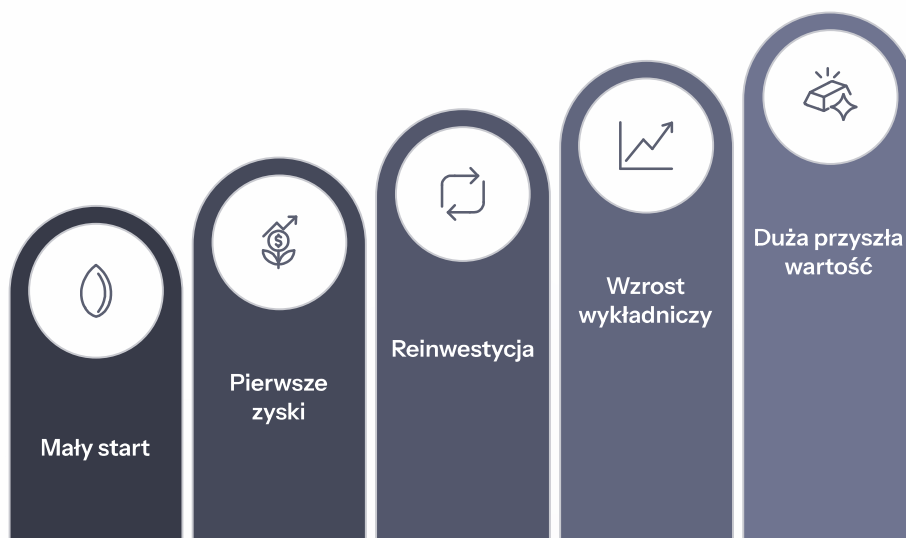 Mały start
Pierwsze
zyski
Reinwestycja
Wzrost
wykładniczy
Duża przyszła
wartość
$